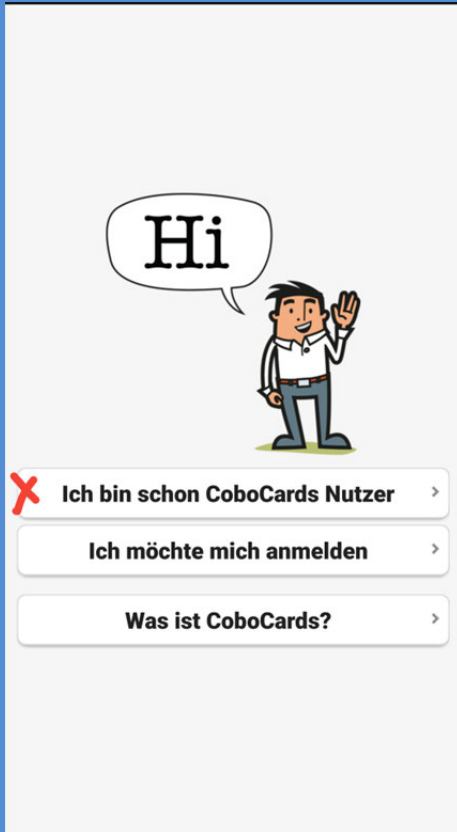 Hi
Ich bin schon CoboCards Nutzer
Ich möchte mich anmelden
Was ist CoboCards?